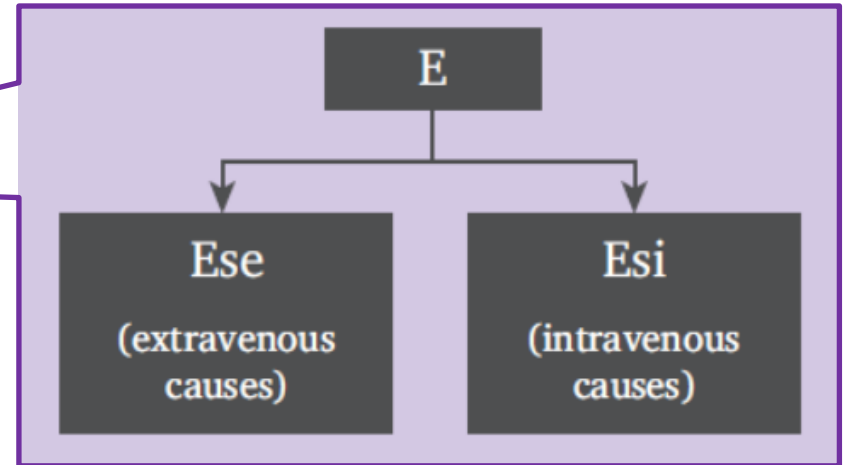 E
Ese
(extravenous
causes)
Esi
(intravenous
causes)